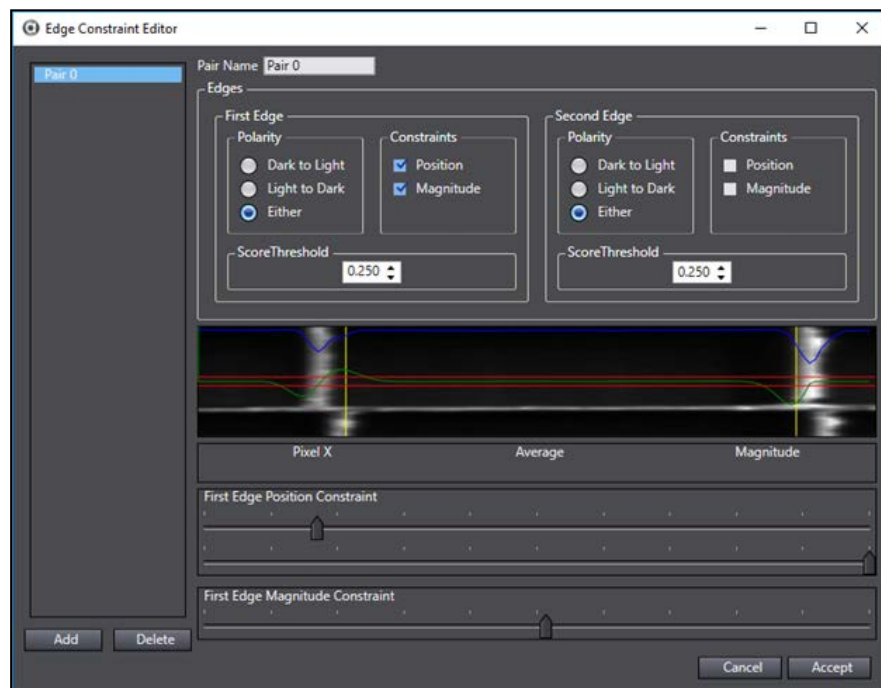 Edge Constraint Editor
Pair 0
Pair Name Pair 0
Edges
First Edge
Polarity
Dark to Light
Light to Dark
Either
Constraints
Position
Magnitude
ScoreThreshold
0.250
Second Edge
Polarity
Dark to Light
Light to Dark
Either
Constraints
Position
Magnitude
ScoreThreshold
0.250
Pixel X Average Magnitude
First Edge Position Constraint
First Edge Magnitude Constraint
Add Delete
Cancel Accept